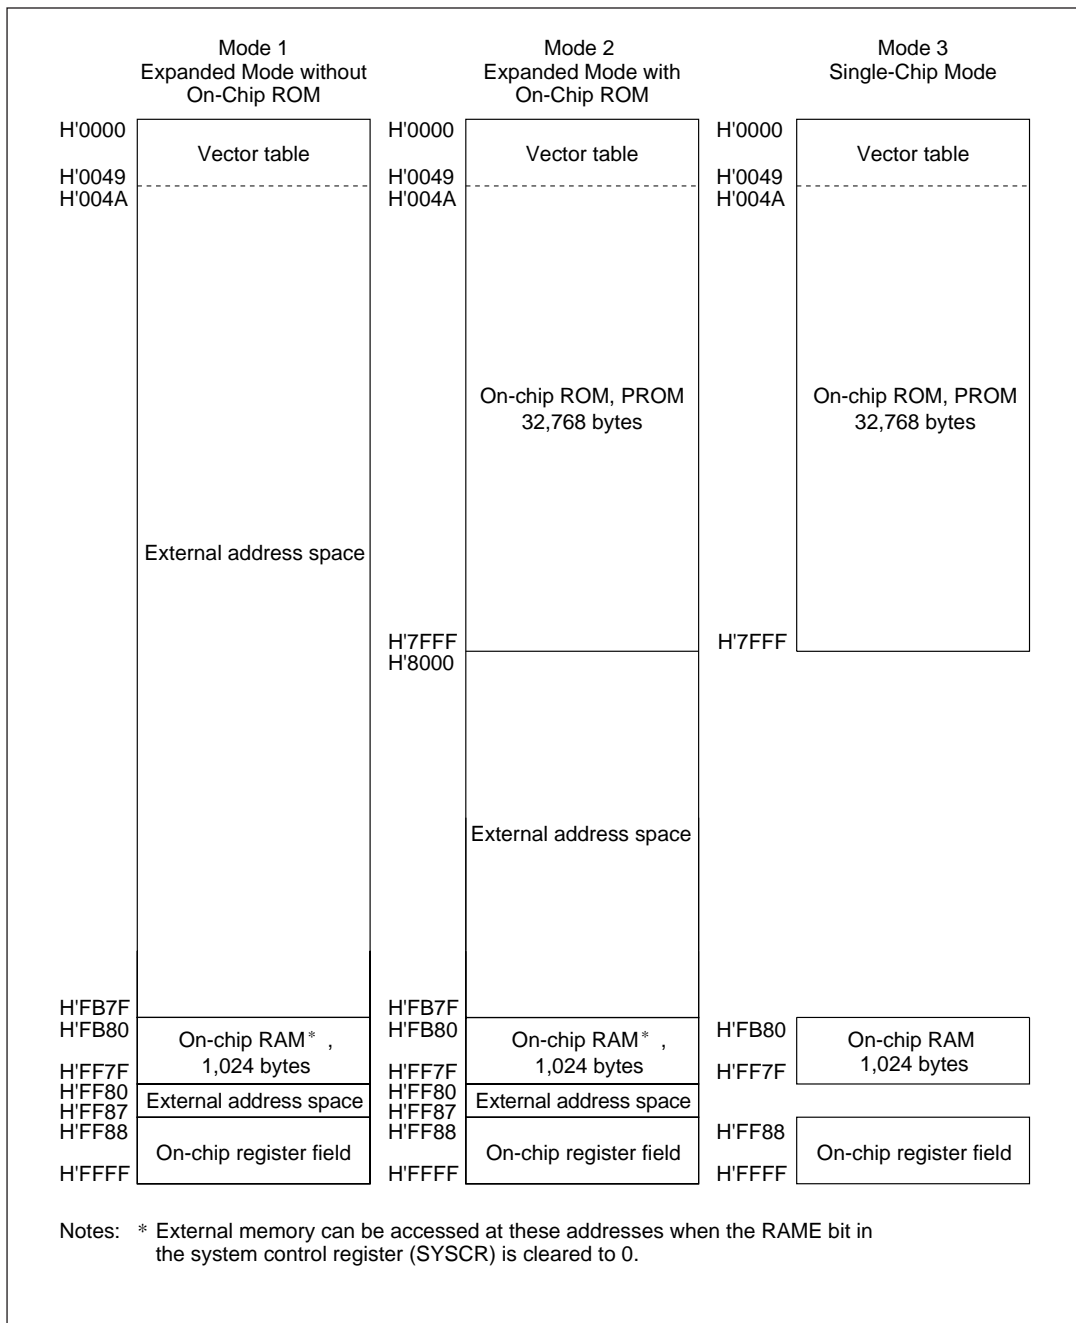 Mode 1
Expanded Mode without
On-Chip ROM
Mode 2
Expanded Mode with
On-Chip ROM
Mode 3
Single-Chip Mode
H'0000
Vector table
H'0049
H'004A
External address space
H'FB7F
H'FB80
On-chip RAM* ,
1,024 bytes
H'FF7F
H'FF80
External address space
H'FF87
H'FF88
On-chip register field
H'FFFF
H'0000
Vector table
H'0049
H'004A
On-chip ROM, PROM
32,768 bytes
H'7FFF
H'8000
External address space
H'FB7F
H'FB80
On-chip RAM* ,
1,024 bytes
H'FF7F
H'FF80
External address space
H'FF87
H'FF88
On-chip register field
H'FFFF
H'0000
Vector table
H'0049
H'004A
On-chip ROM, PROM
32,768 bytes
H'7FFF
H'FB80
On-chip RAM
1,024 bytes
H'FF7F
H'FF88
On-chip register field
H'FFFF
Notes: * External memory can be accessed at these addresses when the RAME bit in
the system control register (SYSCR) is cleared to 0.